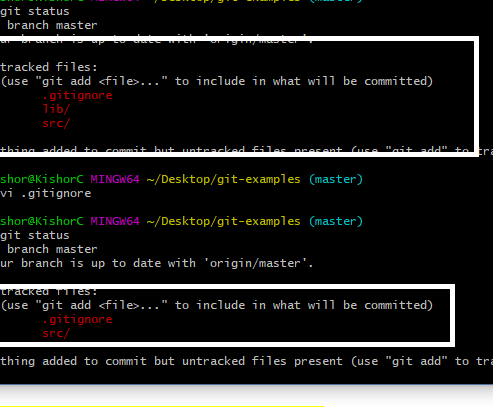 git status
branch master
ur branch is up to date with 'origin/master'.
tracked files:
(use "git add <file>..." to include in what will be committed)
.gitignore
lib/
src/
thing added to commit but untracked files present (use "git add" to tra
shor@KishorC MINGW64 ~/Desktop/git-examples (master)
vi .gitignore
shor@KishorC MINGW64 ~/Desktop/git-examples (master)
git status
branch master
ur branch is up to date with 'origin/master'.
tracked files:
(use "git add <file>..." to include in what will be committed)
.gitignore
src/
thing added to commit but untracked files present (use "git add" to tra